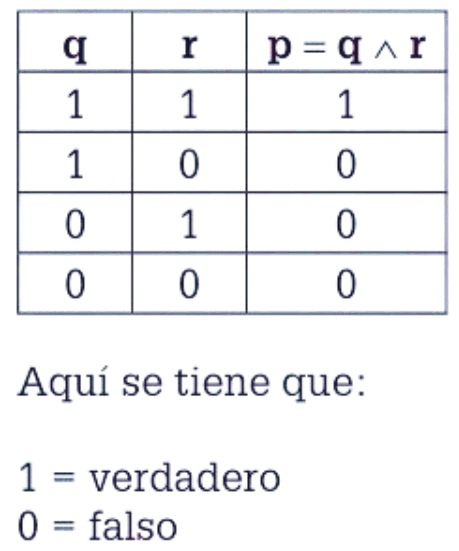 q r p = q ∧ r
1 1 1
1 0 0
0 1 0
0 0 0
Aquí se tiene que:
1 = verdadero
0 = falso